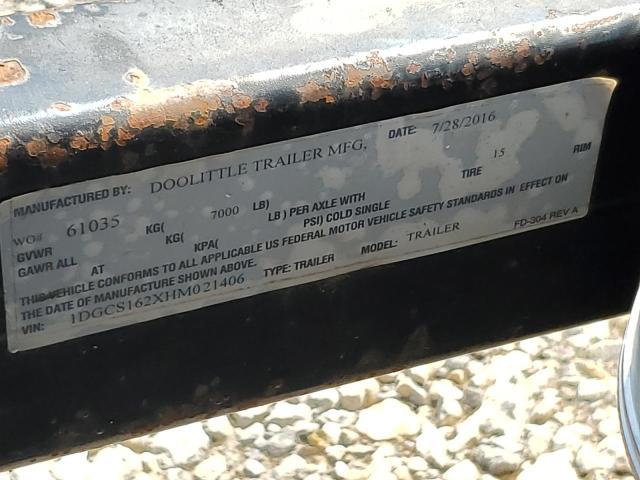 MANUFACTURED BY: DOOLITTLE TRAILER MFG, DATE: 7/28/2016
WO# 61035
GVWR KG( 7000 LB) TIRE 15 RIM
GAWR ALL KG( LB) PER AXLE WITH
AT KPA( PSI) COLD SINGLE
THIS VEHICLE CONFORMS TO ALL APPLICABLE US FEDERAL MOTOR VEHICLE SAFETY STANDARDS IN EFFECT ON
THE DATE OF MANUFACTURE SHOWN ABOVE.
VIN: 1DGCS162XHM021406 TYPE: TRAILER MODEL: TRAILER FD-304 REV A